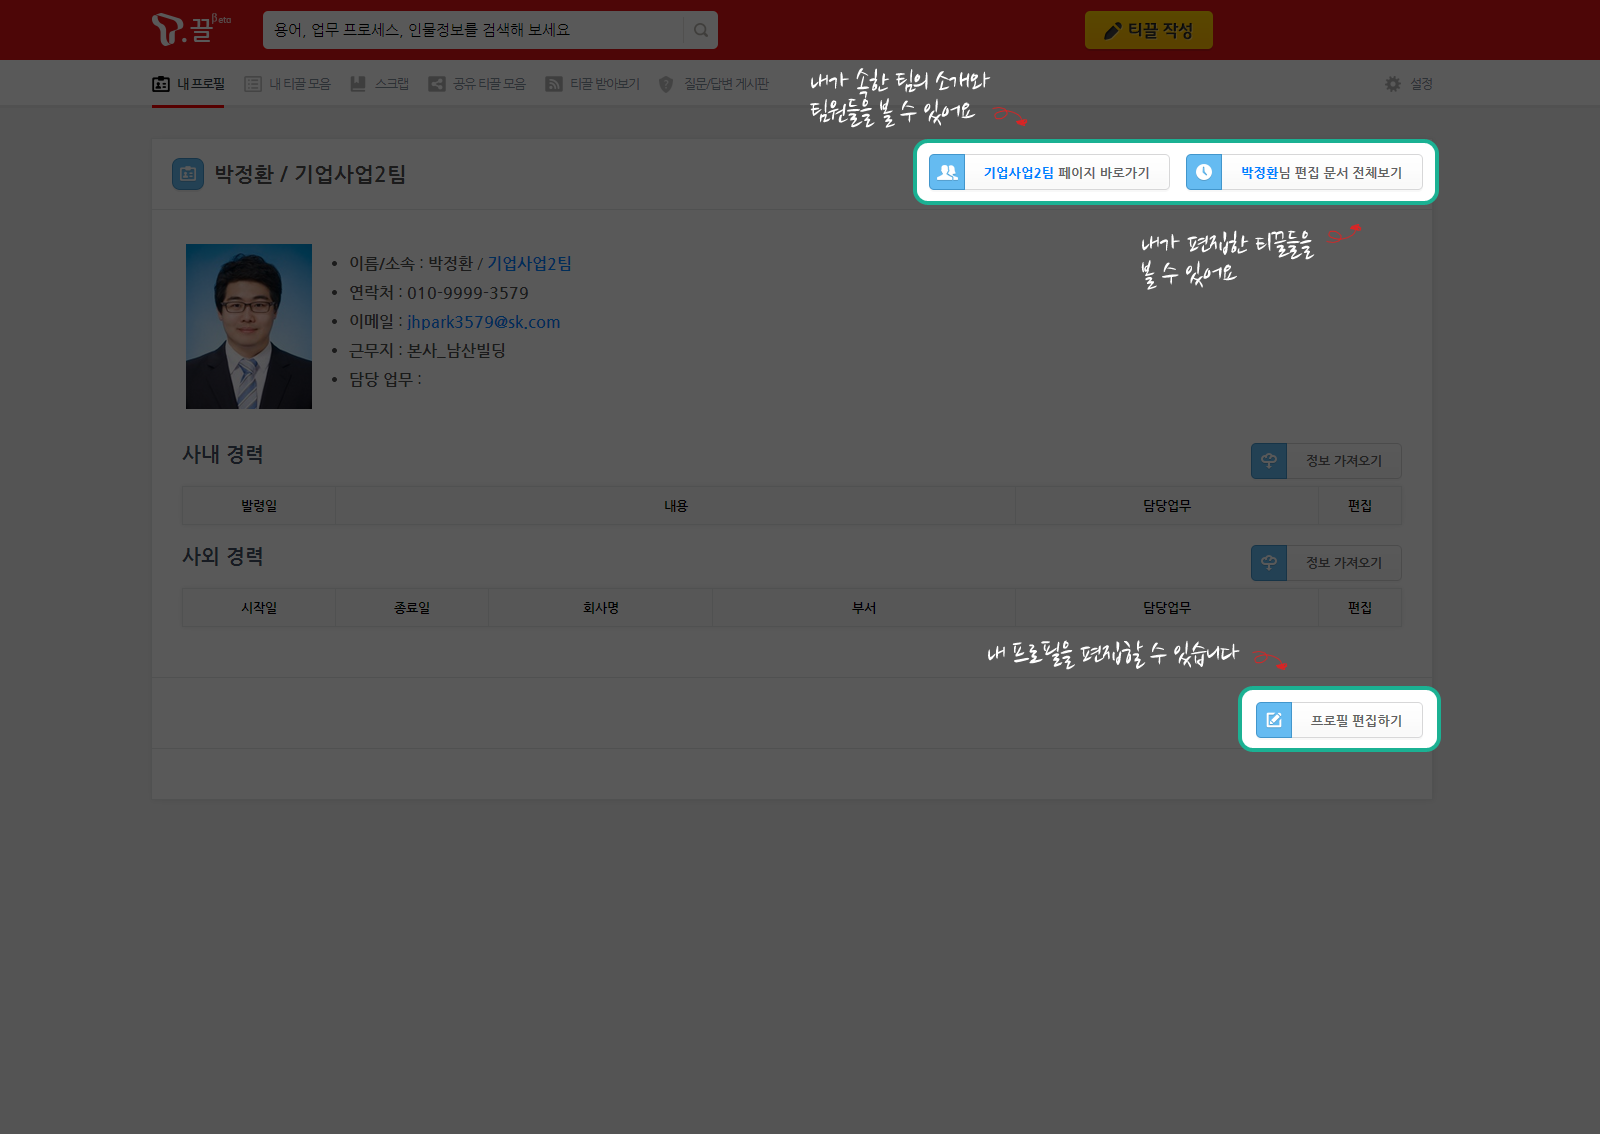 T.끌 βeta
용어, 업무 프로세스, 인물정보를 검색해 보세요
티끌 작성
내 프로필
내 티끌 모음
스크랩
공유 티끌 모음
티끌 받아보기
질문/답변 게시판
설정
내가 속한 팀의 소개와
팀원들을 볼 수 있어요
박정환 / 기업사업2팀
기업사업2팀 페이지 바로가기
박정환님 편집 문서 전체보기
내가 편집한 티끌들을
볼 수 있어요
• 이름/소속 : 박정환 / 기업사업2팀
• 연락처 : 010-9999-3579
• 이메일 : jhpark3579@sk.com
• 근무지 : 본사_남산빌딩
• 담당 업무 :
사내 경력
정보 가져오기
발령일 내용 담당업무 편집
사외 경력
정보 가져오기
시작일 종료일 회사명 부서 담당업무 편집
내 프로필을 편집할 수 있습니다
프로필 편집하기